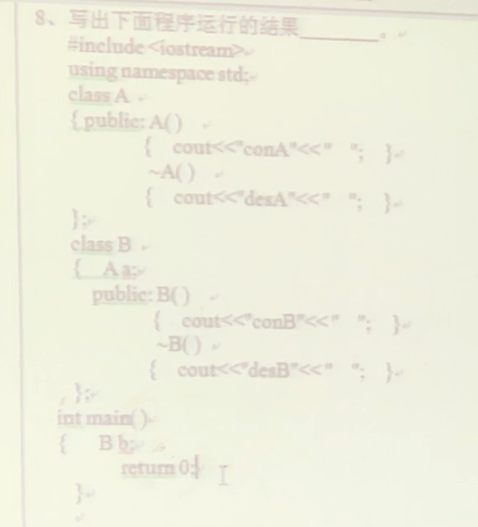 8、写出下面程序运行的结果________。
#include <iostream>
using namespace std;
class A
{ public: A()
{ cout<<"conA"<<" "; }
~A()
{ cout<<"desA"<<" "; }
};
class B
{ A a;
public: B()
{ cout<<"conB"<<" "; }
~B()
{ cout<<"desB"<<" "; }
};
int main()
{ B b;
return 0;
}